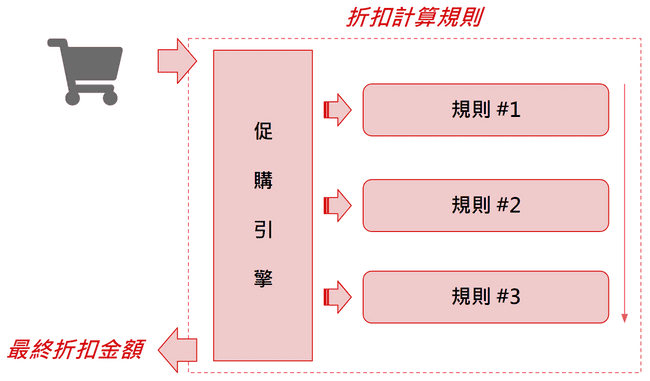 折扣計算規則
促
購
引
擎
規則 #1
規則 #2
規則 #3
最終折扣金額